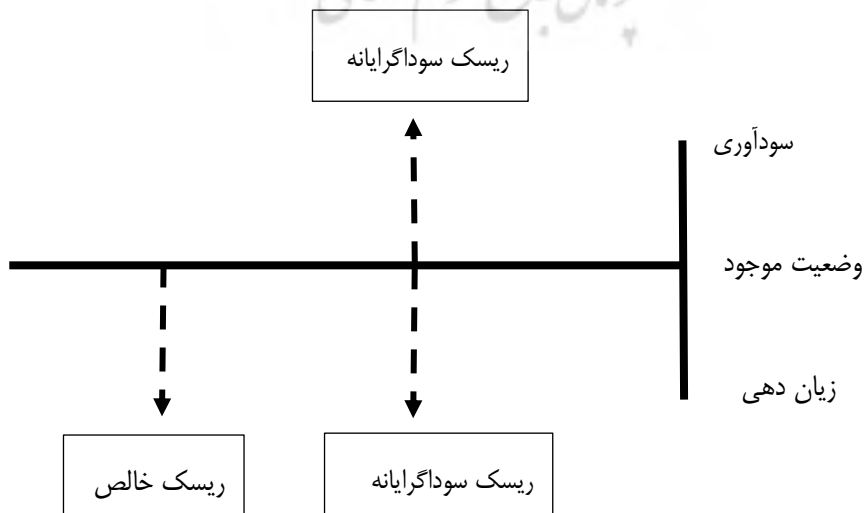 ریسک سوداگرایانه
سودآوری
وضعیت موجود
زیان دهی
ریسک سوداگرایانه
ریسک خالص